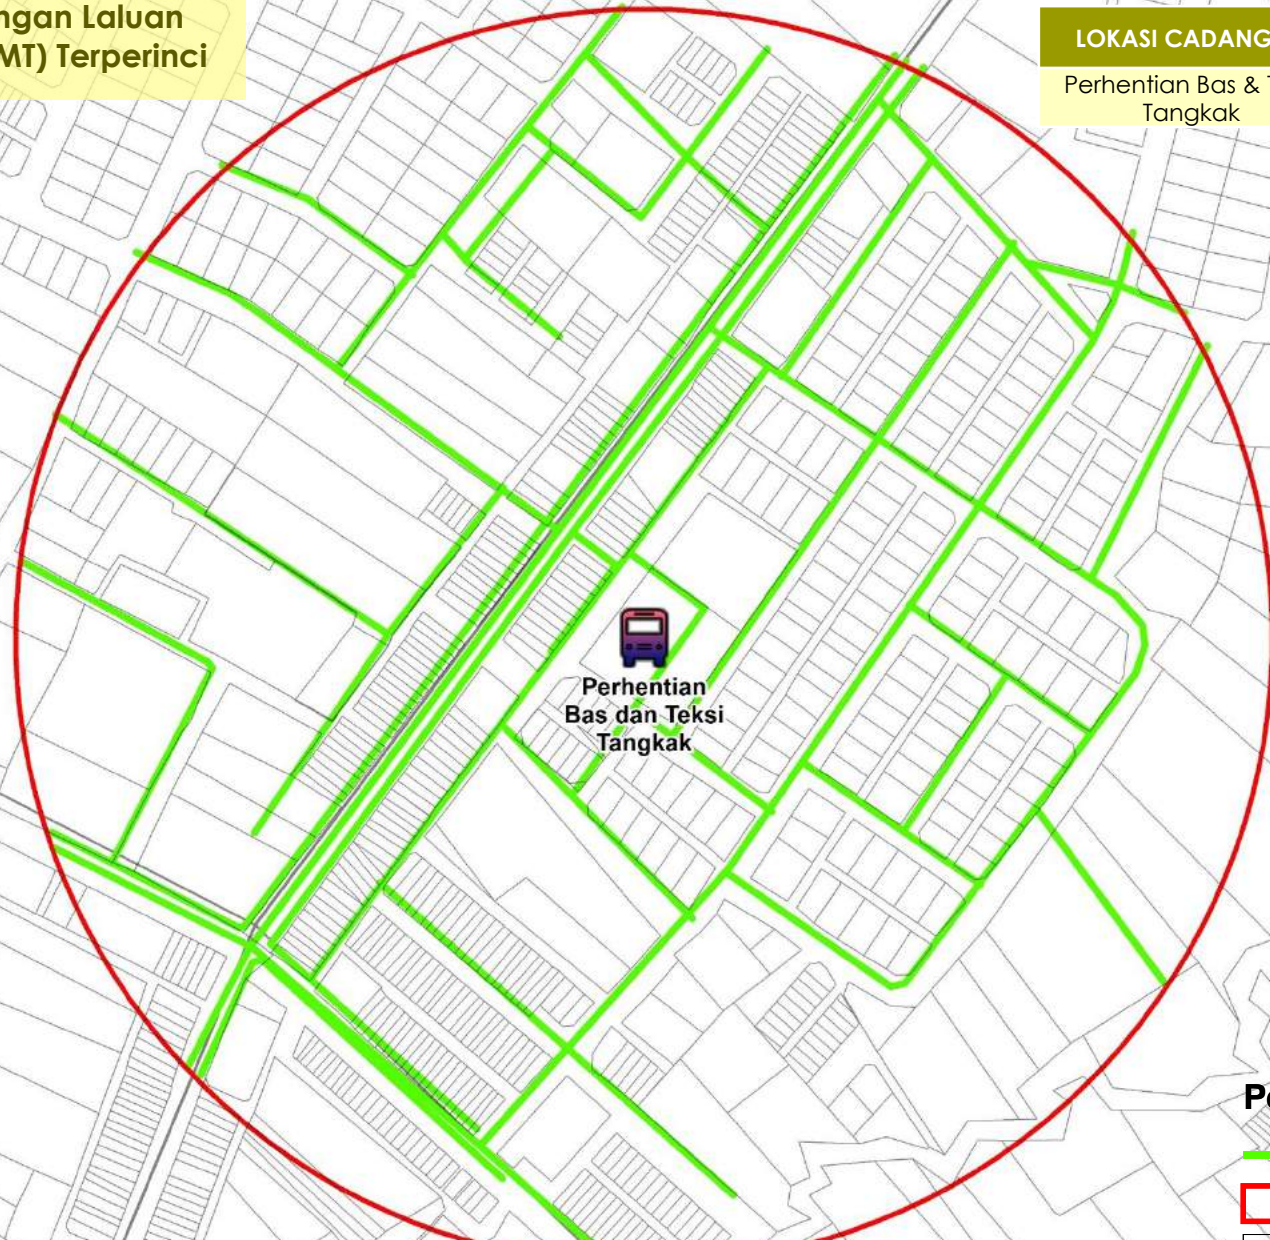 ngan Laluan
MT) Terperinci
LOKASI CADANG
Perhentian Bas & T
Tangkak
Perhentian
Bas dan Teksi
Tangkak
P